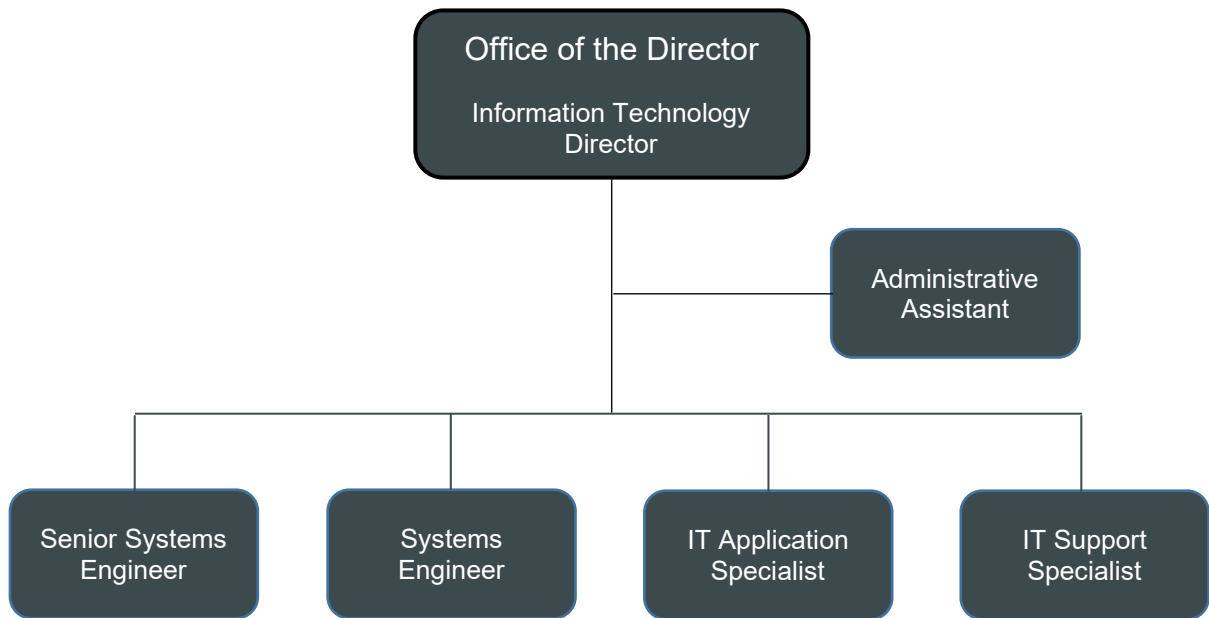 Office of the Director
Information Technology
Director
Administrative
Assistant
Senior Systems
Engineer
Systems
Engineer
IT Application
Specialist
IT Support
Specialist